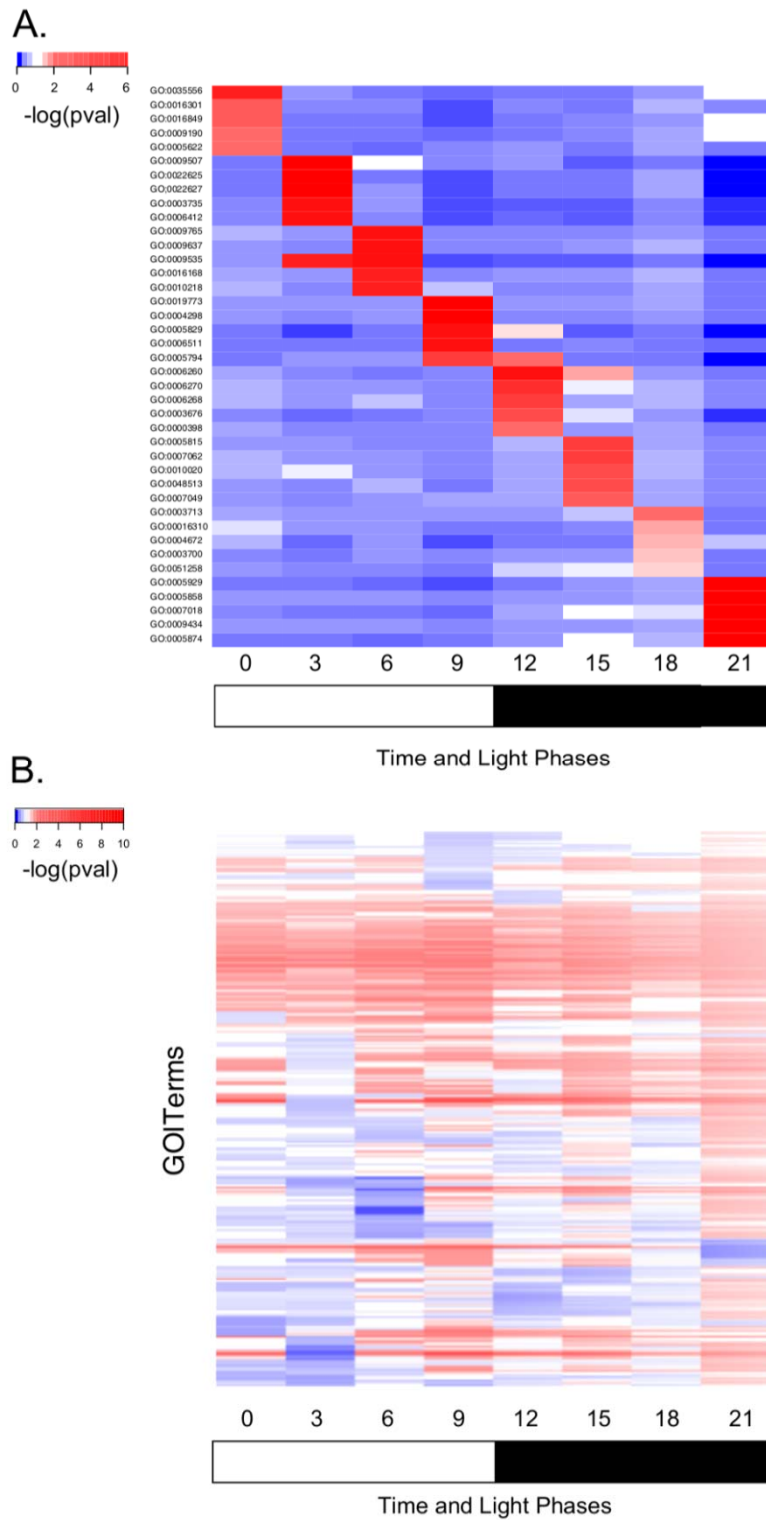 A.
0 2 4 6
-log(pval)
GO:0035556
GO:0016301
GO:0016849
GO:0009190
GO:0005622
GO:0009507
GO:0022625
GO;0022627
GO:0003735
GO:0006412
GO:0009765
GO:0009637
GO:0009535
GO:0016168
GO:0010218
GO:0019773
GO:0004298
GO:0005829
GO:0006511
GO:0005794
GO:0006260
GO:0006270
GO:0006268
GO:0003676
GO:0000398
GO:0005815
GO:0007062
GO:0010020
GO:0048513
GO:0007049
GO:0003713
GO:00016310
GO:0004672
GO:0003700
GO:0051258
GO:0005929
GO:0005858
GO:0007018
GO:0009434
GO:0005874
0 3 6 9 12 15 18 21
Time and Light Phases
B.
0 2 4 6 8 10
-log(pval)
GOITerms
0 3 6 9 12 15 18 21
Time and Light Phases